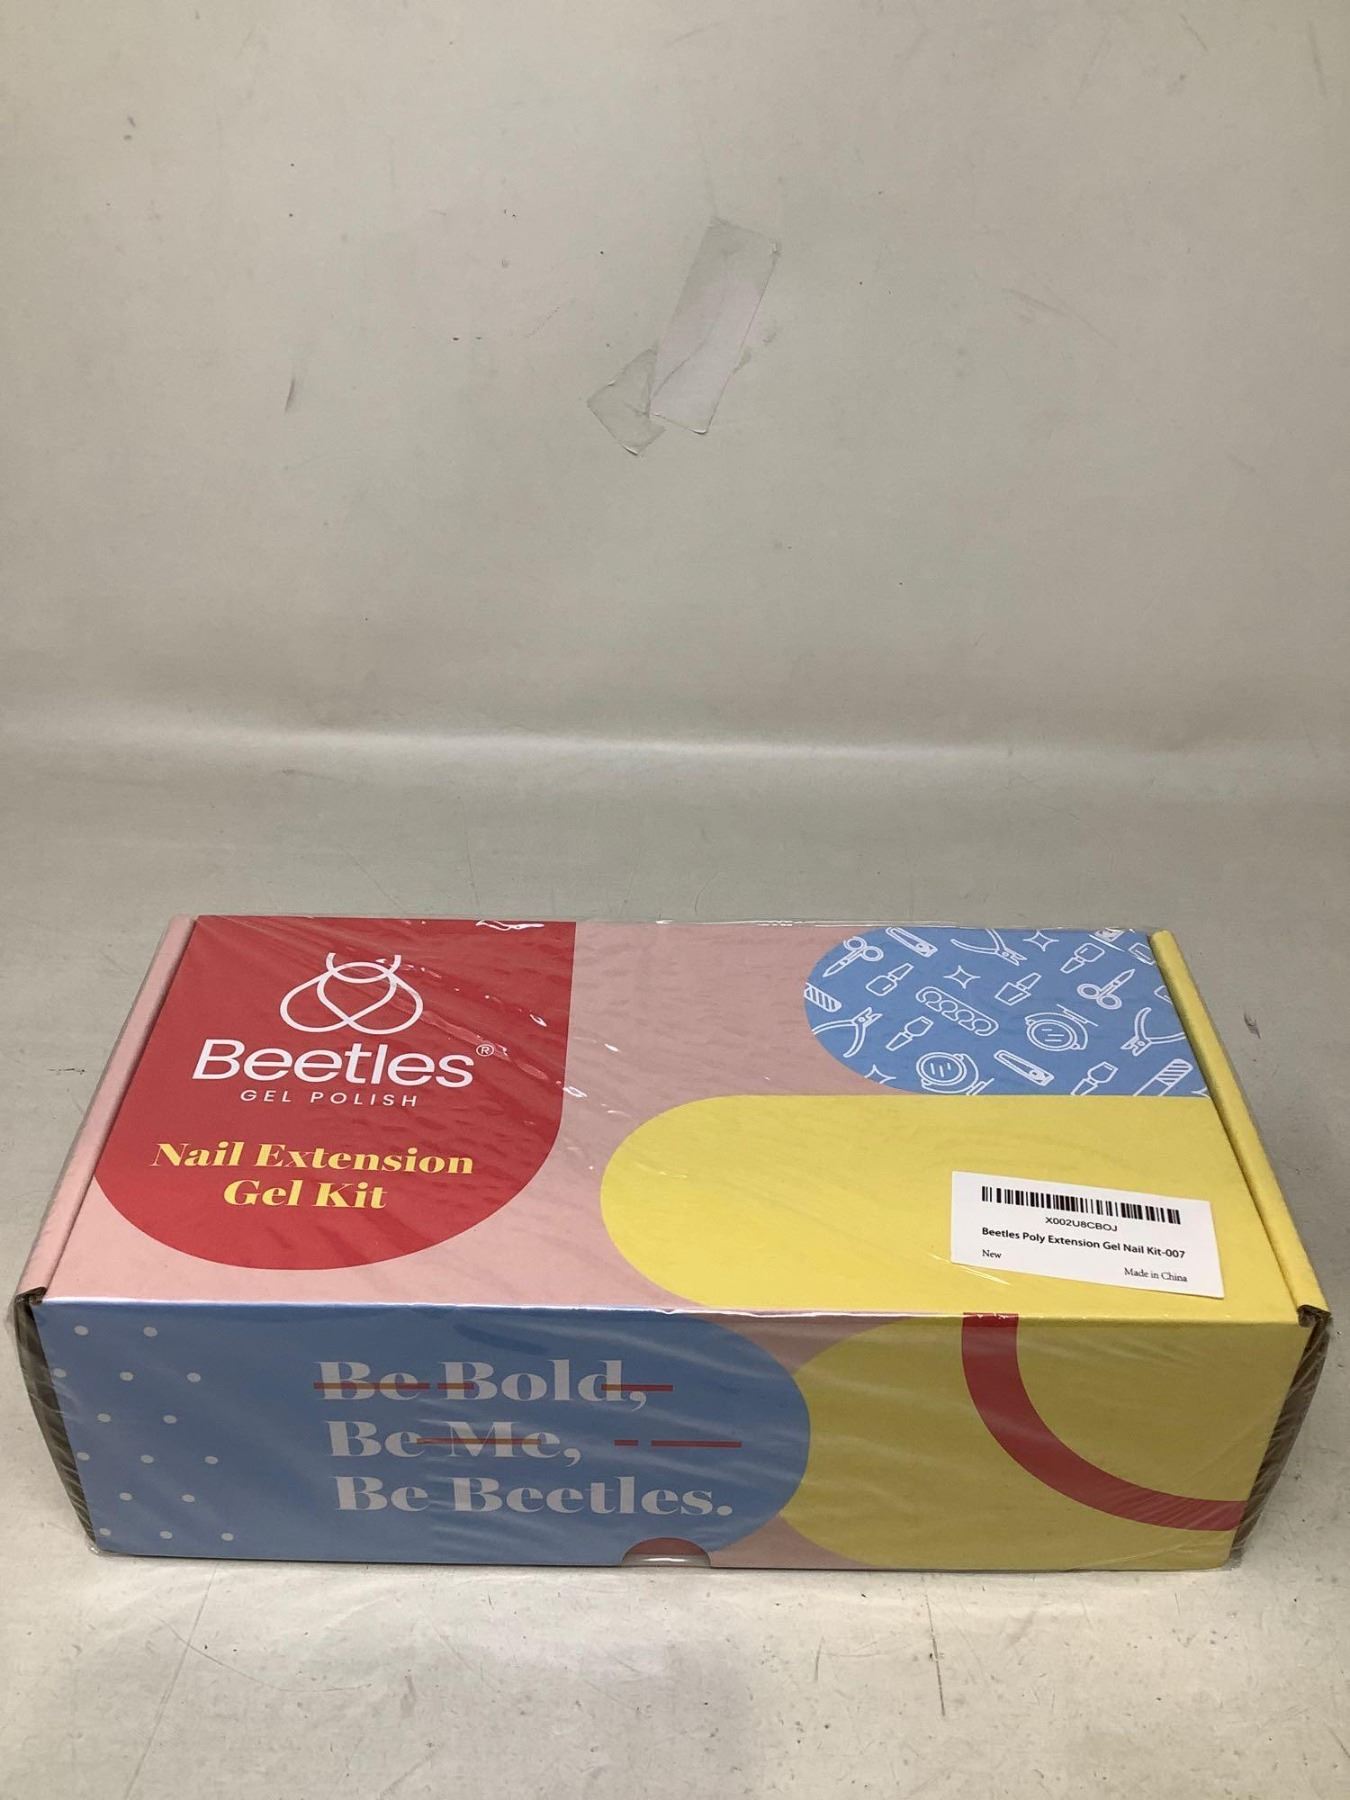 Beetles®
GEL POLISH
Nail Extension
Gel Kit
X002U8CBOJ
Beetles Poly Extension Gel Nail Kit-007
New
Made in China
Be Bold,
Be Me,
Be Beetles.